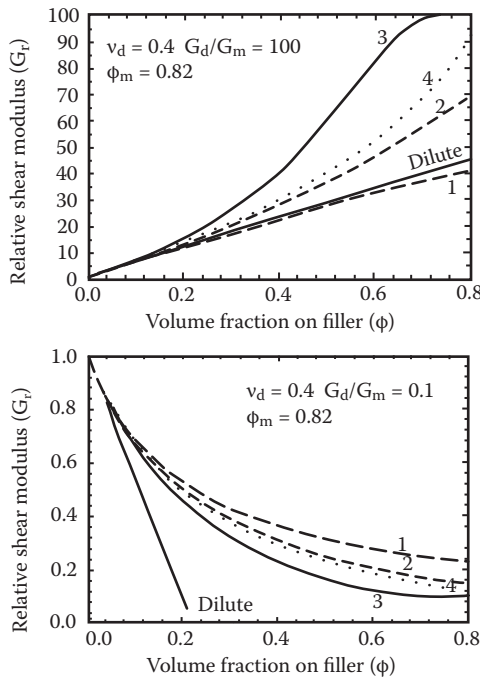 100
90
80
70
60
50
40
30
20
10
0
Relative shear modulus (Gr)
νd = 0.4 Gd/Gm = 100
ϕm = 0.82
3
4
2
Dilute
1
0.0 0.2 0.4 0.6 0.8
Volume fraction on filler (ϕ)
1.0
0.8
0.6
0.4
0.2
0.0
Relative shear modulus (Gr)
νd = 0.4 Gd/Gm = 0.1
ϕm = 0.82
1
2
4
3
Dilute
0.0 0.2 0.4 0.6 0.8
Volume fraction on filler (ϕ)